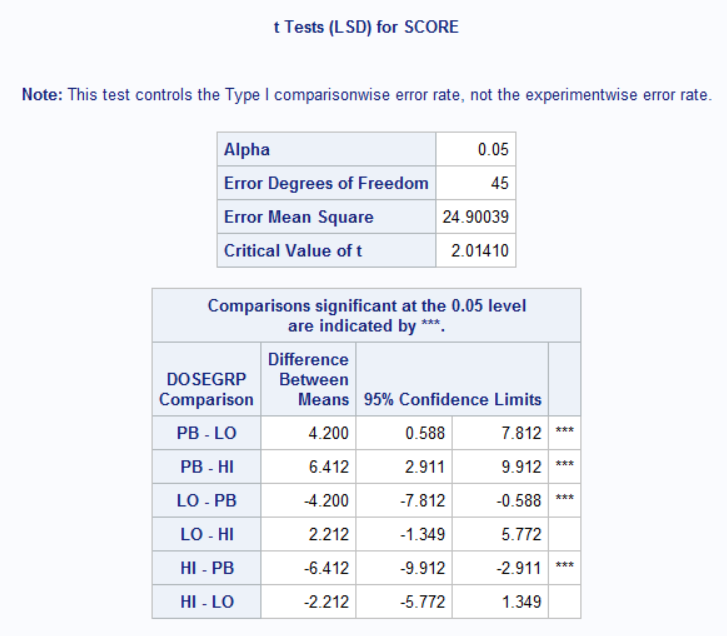 t Tests (LSD) for SCORE
Note: This test controls the Type I comparisonwise error rate, not the experimentwise error rate.
Alpha 0.05
Error Degrees of Freedom 45
Error Mean Square 24.90039
Critical Value of t 2.01410
Comparisons significant at the 0.05 level
are indicated by ***.
DOSEGRP
Comparison
Difference
Between
Means
95% Confidence Limits
PB - LO 4.200 0.588 7.812 ***
PB - HI 6.412 2.911 9.912 ***
LO - PB -4.200 -7.812 -0.588 ***
LO - HI 2.212 -1.349 5.772
HI - PB -6.412 -9.912 -2.911 ***
HI - LO -2.212 -5.772 1.349